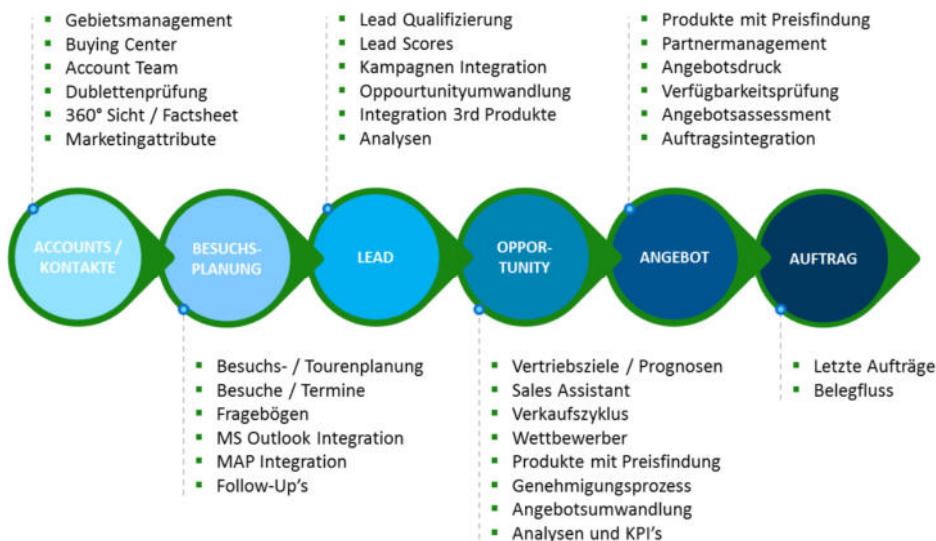 Gebietsmanagement
Buying Center
Account Team
Dublettenprüfung
360° Sicht / Factsheet
Marketingattribute
Lead Qualifizierung
Lead Scores
Kampagnen Integration
Oppourtunityumwandlung
Integration 3rd Produkte
Analysen
Produkte mit Preisfindung
Partnermanagement
Angebotsdruck
Verfügbarkeitsprüfung
Angebotsassessment
Auftragsintegration
ACCOUNTS /
KONTAKTE
BESUCHS-
PLANUNG
LEAD
OPPOR-
TUNITY
ANGEBOT
AUFTRAG
Besuchs- / Tourenplanung
Besuche / Termine
Fragebögen
MS Outlook Integration
MAP Integration
Follow-Up's
Vertriebsziele / Prognosen
Sales Assistant
Verkaufszyklus
Wettbewerber
Produkte mit Preisfindung
Genehmigungsprozess
Angebotsumwandlung
Analysen und KPI's
Letzte Aufträge
Belegfluss